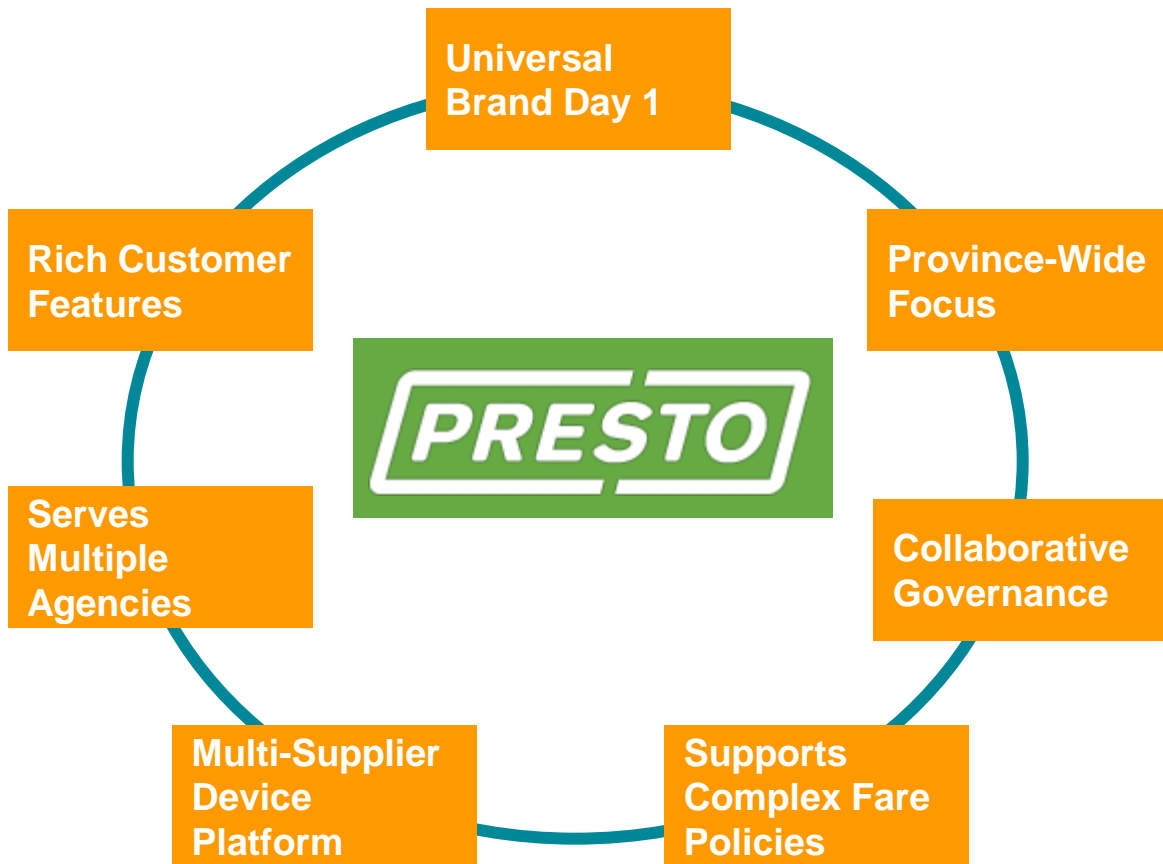 Universal
Brand Day 1
Province-Wide
Focus
Collaborative
Governance
Supports
Complex Fare
Policies
Multi-Supplier
Device
Platform
Serves
Multiple
Agencies
Rich Customer
Features
PRESTO